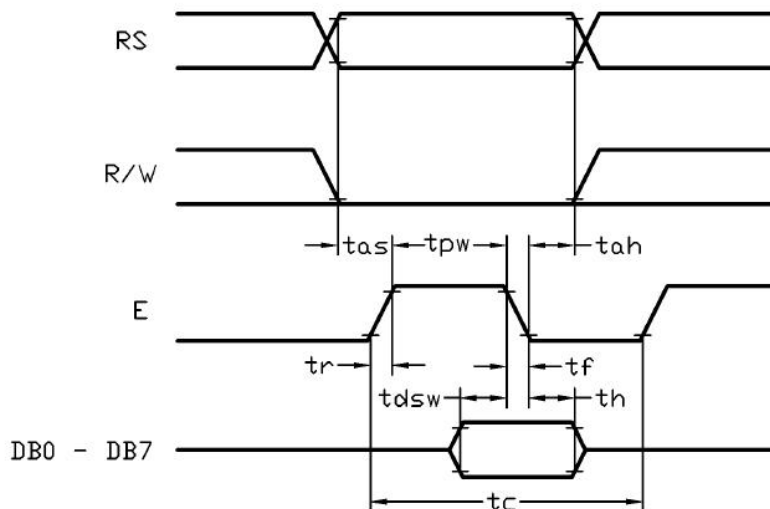 RS
R/W
tas tpw tah
E
tr tf
tdsw th
DB0 - DB7
tc